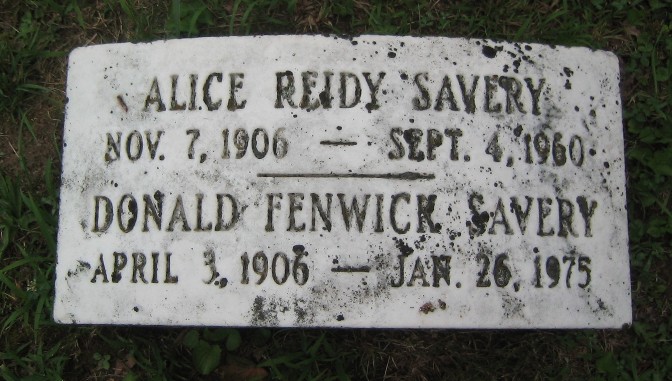 ALICE REIDY SAVERY
NOV. 7, 1906 — SEPT. 4, 1960
DONALD FENWICK SAVERY
APRIL 3, 1906 — JAN. 26, 1975